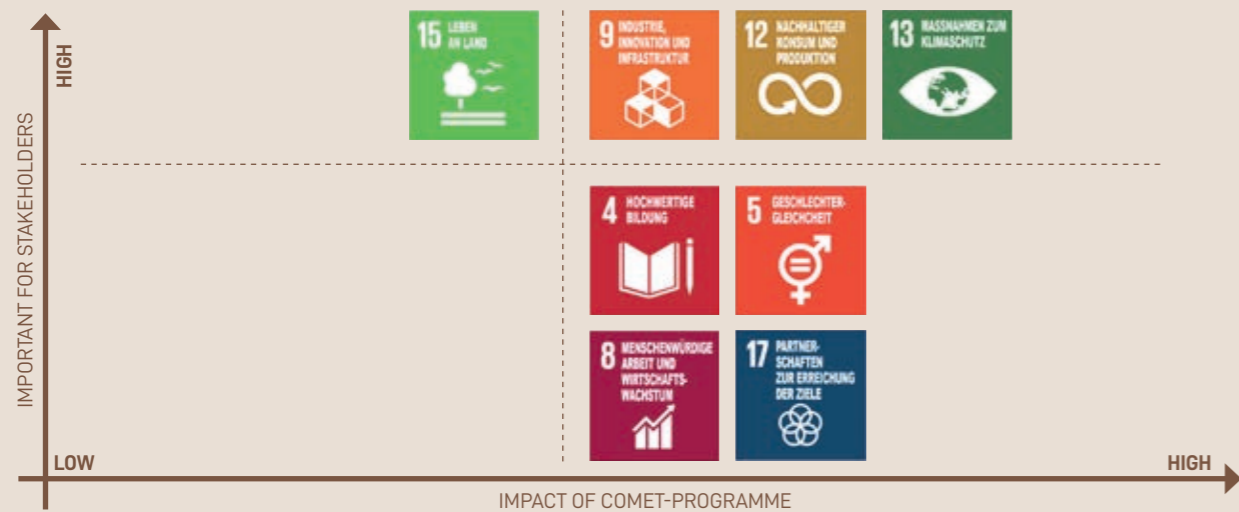 HIGH
IMPORTANT FOR STAKEHOLDERS
15 LEBEN
AN LAND
9 INDUSTRIE,
INNOVATION UND
INFRASTRUKTUR
12 NACHHALTIGER
KONSUM UND
PRODUKTION
13 MASSNAHMEN ZUM
KLIMASCHUTZ
4 HOCHWERTIGE
BILDUNG
5 GESCHLECHTER-
GLEICHCHEIT
8 MENSCHENWÜRDIGE
ARBEIT UND
WIRTSCHAFTS-
WACHSTUM
17 PARTNER-
SCHAFTEN
ZUR ERREICHUNG
DER ZIELE
LOW
HIGH
IMPACT OF COMET-PROGRAMME